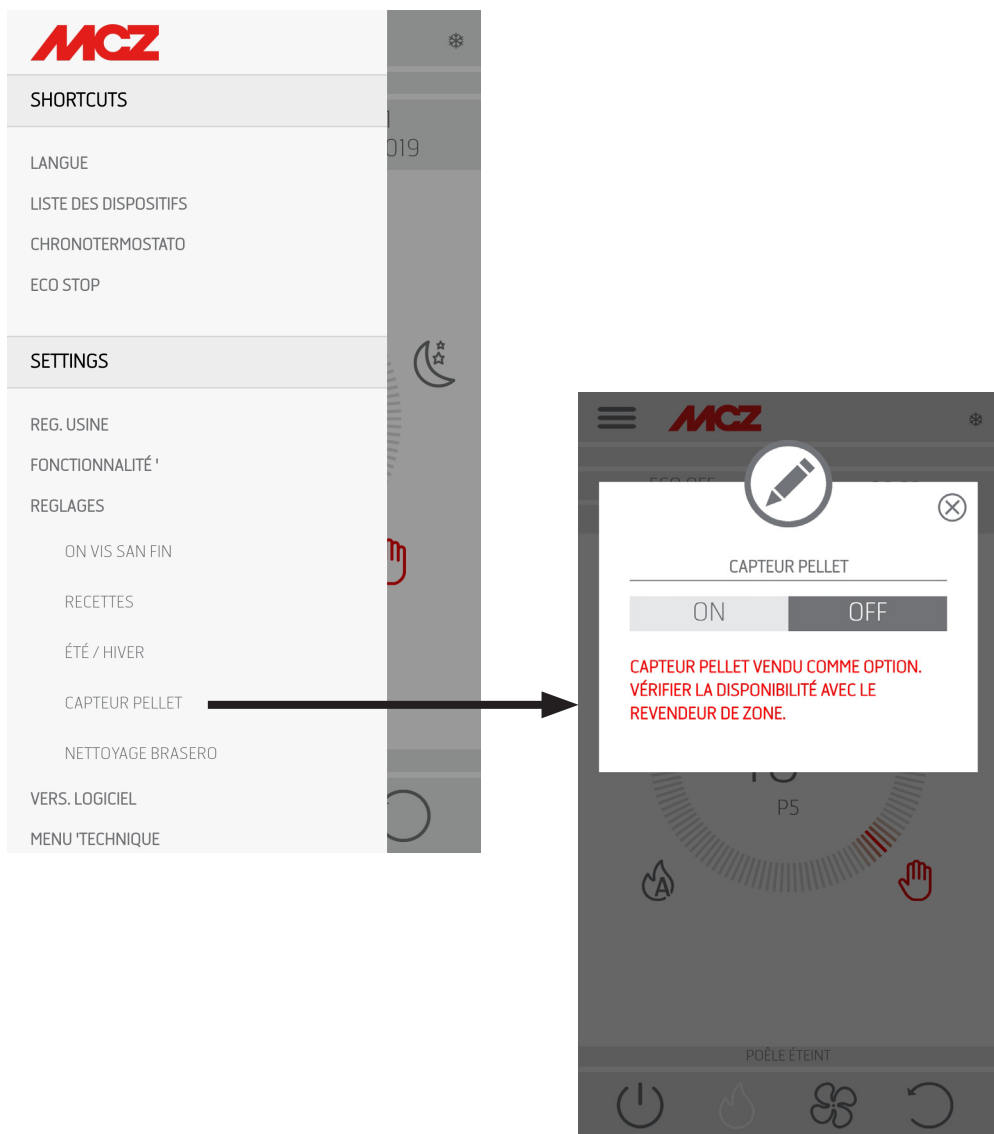 MCZ
SHORTCUTS
LANGUE
LISTE DES DISPOSITIFS
CHRONOTERMOSTATO
ECO STOP
SETTINGS
REG. USINE
FONCTIONNALITÉ '
REGLAGES
ON VIS SAN FIN
RECETTES
ÉTÉ / HIVER
CAPTEUR PELLET
NETTOYAGE BRASERO
VERS. LOGICIEL
MENU 'TECHNIQUE
019
MCZ
CAPTEUR PELLET
ON OFF
CAPTEUR PELLET VENDU COMME OPTION.
VÉRIFIER LA DISPONIBILITÉ AVEC LE
REVENDEUR DE ZONE.
P5
A
POÊLE ÉTEINT